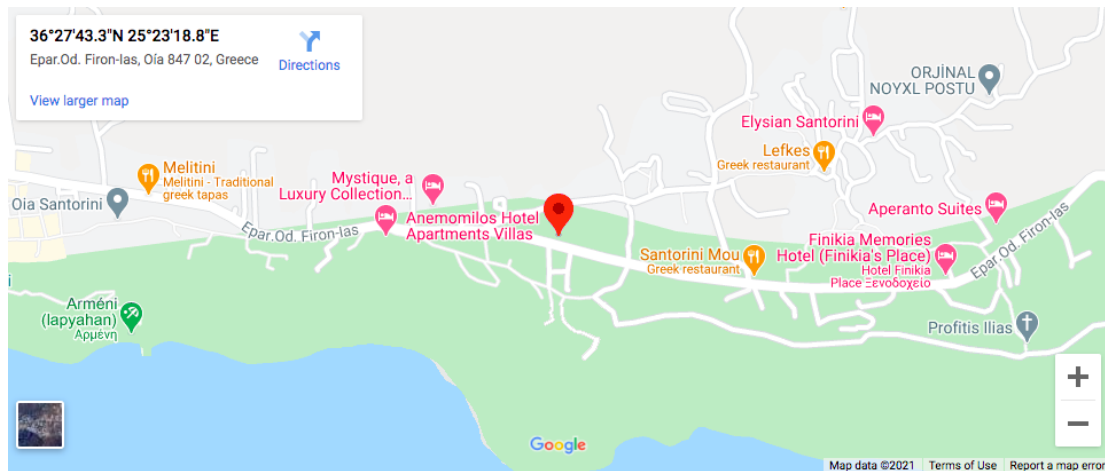 36°27'43.3"N 25°23'18.8"E
Epar.Od. Firon-Ias, Oía 847 02, Greece
Directions
View larger map
ORJİNAL
NOYXL POSTU
Elysian Santorini
Lefkes
Greek restaurant
Melitini
Melitini - Traditional
greek tapas
Mystique, a
Luxury Collection...
Oia Santorini
Epar.Od. Firon-Ias
Anemomilos Hotel
Apartments Villas
Aperanto Suites
Santorini Mou
Greek restaurant
Finikia Memories
Hotel (Finikia's Place)
Hotel Finikia
Place Ξενοδοχείο
Epar.Od. Firon-Ias
i
Arméni
(Iapyahan)
Αρμένη
Profitis Ilias
+
−
Google
Map data ©2021
Terms of Use
Report a map error